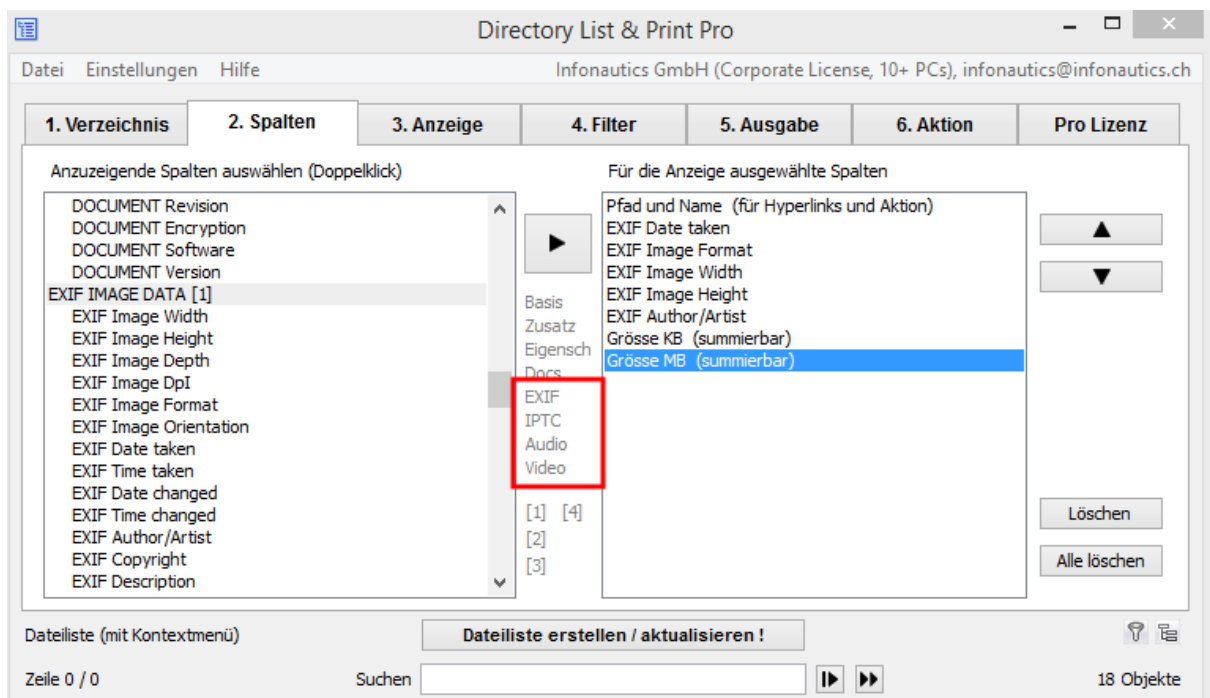 Directory List & Print Pro
Datei Einstellungen Hilfe Infonautics GmbH (Corporate License, 10+ PCs), infonautics@infonautics.ch
1. Verzeichnis 2. Spalten 3. Anzeige 4. Filter 5. Ausgabe 6. Aktion Pro Lizenz
Anzuzeigende Spalten auswählen (Doppelklick)
DOCUMENT Revision
DOCUMENT Encryption
DOCUMENT Software
DOCUMENT Version
EXIF IMAGE DATA [1]
EXIF Image Width
EXIF Image Height
EXIF Image Depth
EXIF Image DpI
EXIF Image Format
EXIF Image Orientation
EXIF Date taken
EXIF Time taken
EXIF Date changed
EXIF Time changed
EXIF Author/Artist
EXIF Copyright
EXIF Description
Basis
Zusatz
Eigensch
Docs
EXIF
IPTC
Audio
Video
[1] [4]
[2]
[3]
Für die Anzeige ausgewählte Spalten
Pfad und Name (für Hyperlinks und Aktion)
EXIF Date taken
EXIF Image Format
EXIF Image Width
EXIF Image Height
EXIF Author/Artist
Grösse KB (summierbar)
Grösse MB (summierbar)
Löschen
Alle löschen
Dateiliste (mit Kontextmenü) Dateiliste erstellen / aktualisieren !
Zeile 0 / 0 Suchen 18 Objekte